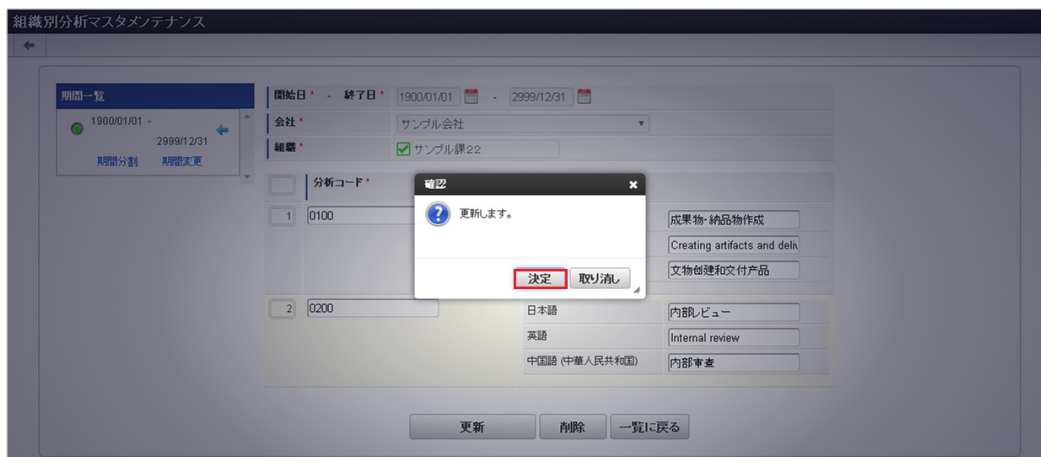 組織別分析マスタメンテナンス
期間一覧
1900/01/01 -
2999/12/31
期間分割 期間変更
開始日* - 終了日* 1900/01/01 - 2999/12/31
会社* サンプル会社
組織* サンプル課22
分析コード*
確認
更新します。
決定 取り消し
1 0100 成果物・納品物作成
Creating artifacts and deliv
文物创建和交付产品
2 0200 日本語 内部レビュー
英語 Internal review
中国語 (中華人民共和国) 内部审查
更新 削除 一覧に戻る